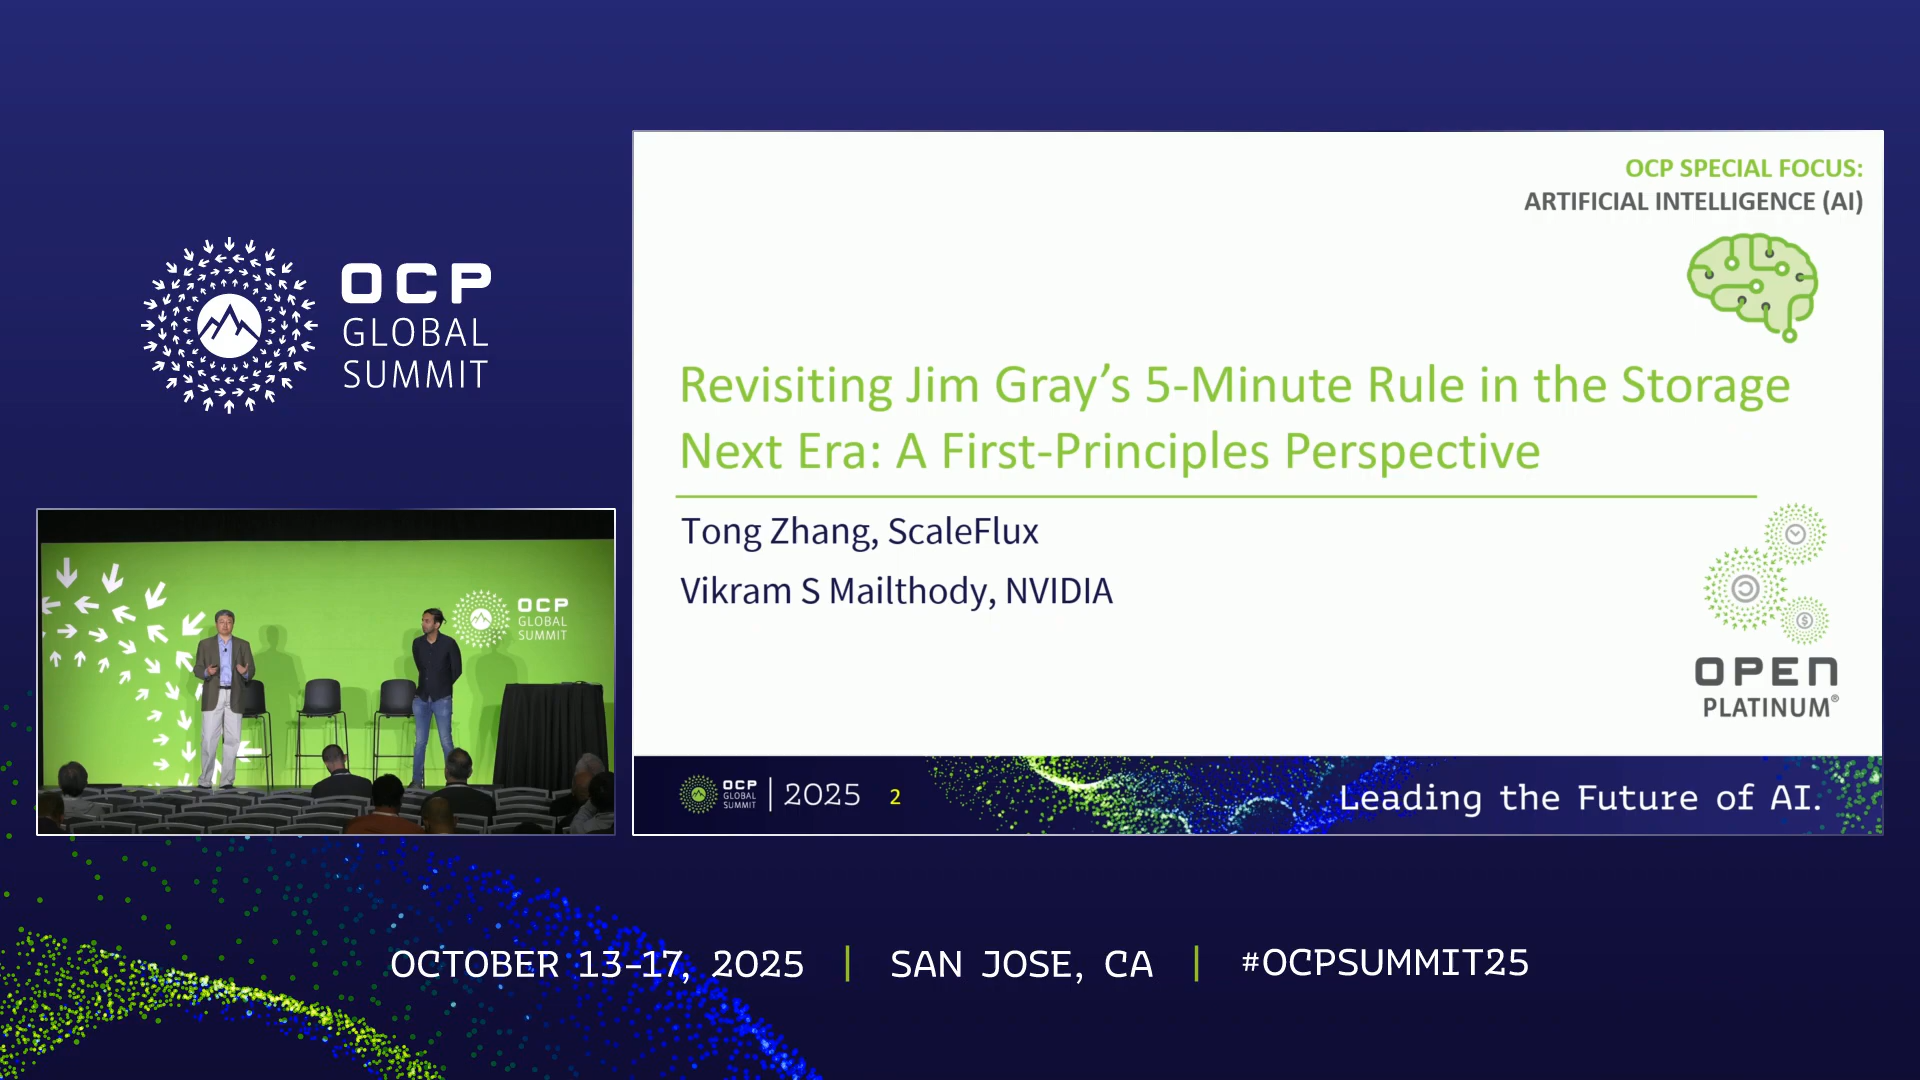 OCP
GLOBAL
SUMMIT
OCP SPECIAL FOCUS:
ARTIFICIAL INTELLIGENCE (AI)
Revisiting Jim Gray's 5-Minute Rule in the Storage
Next Era: A First-Principles Perspective
Tong Zhang, ScaleFlux
Vikram S Mailthody, NVIDIA
OPEN
PLATINUM®
OCP
GLOBAL
SUMMIT
2025
2
Leading the Future of AI.
OCP
GLOBAL
SUMMIT
OCTOBER 13-17, 2025 | SAN JOSE, CA | #OCPSUMMIT25